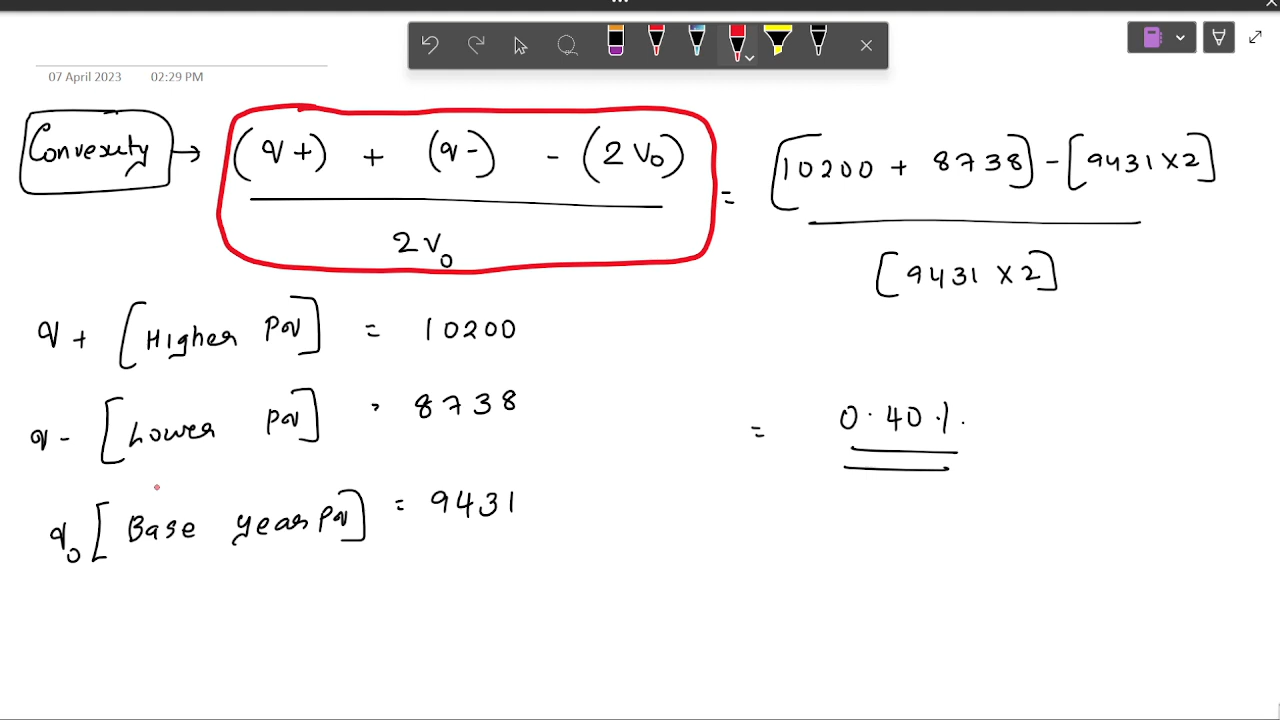 07 April 2023 02:29 PM
Convexity → (V+) + (V-) - (2V0) / 2V0 = [10200 + 8738] - [9431 X 2] / [9431 X 2]
V+ [Higher PV] = 10200
V- [Lower PV] = 8738
V0 [Base year PV] = 9431
= 0.40%